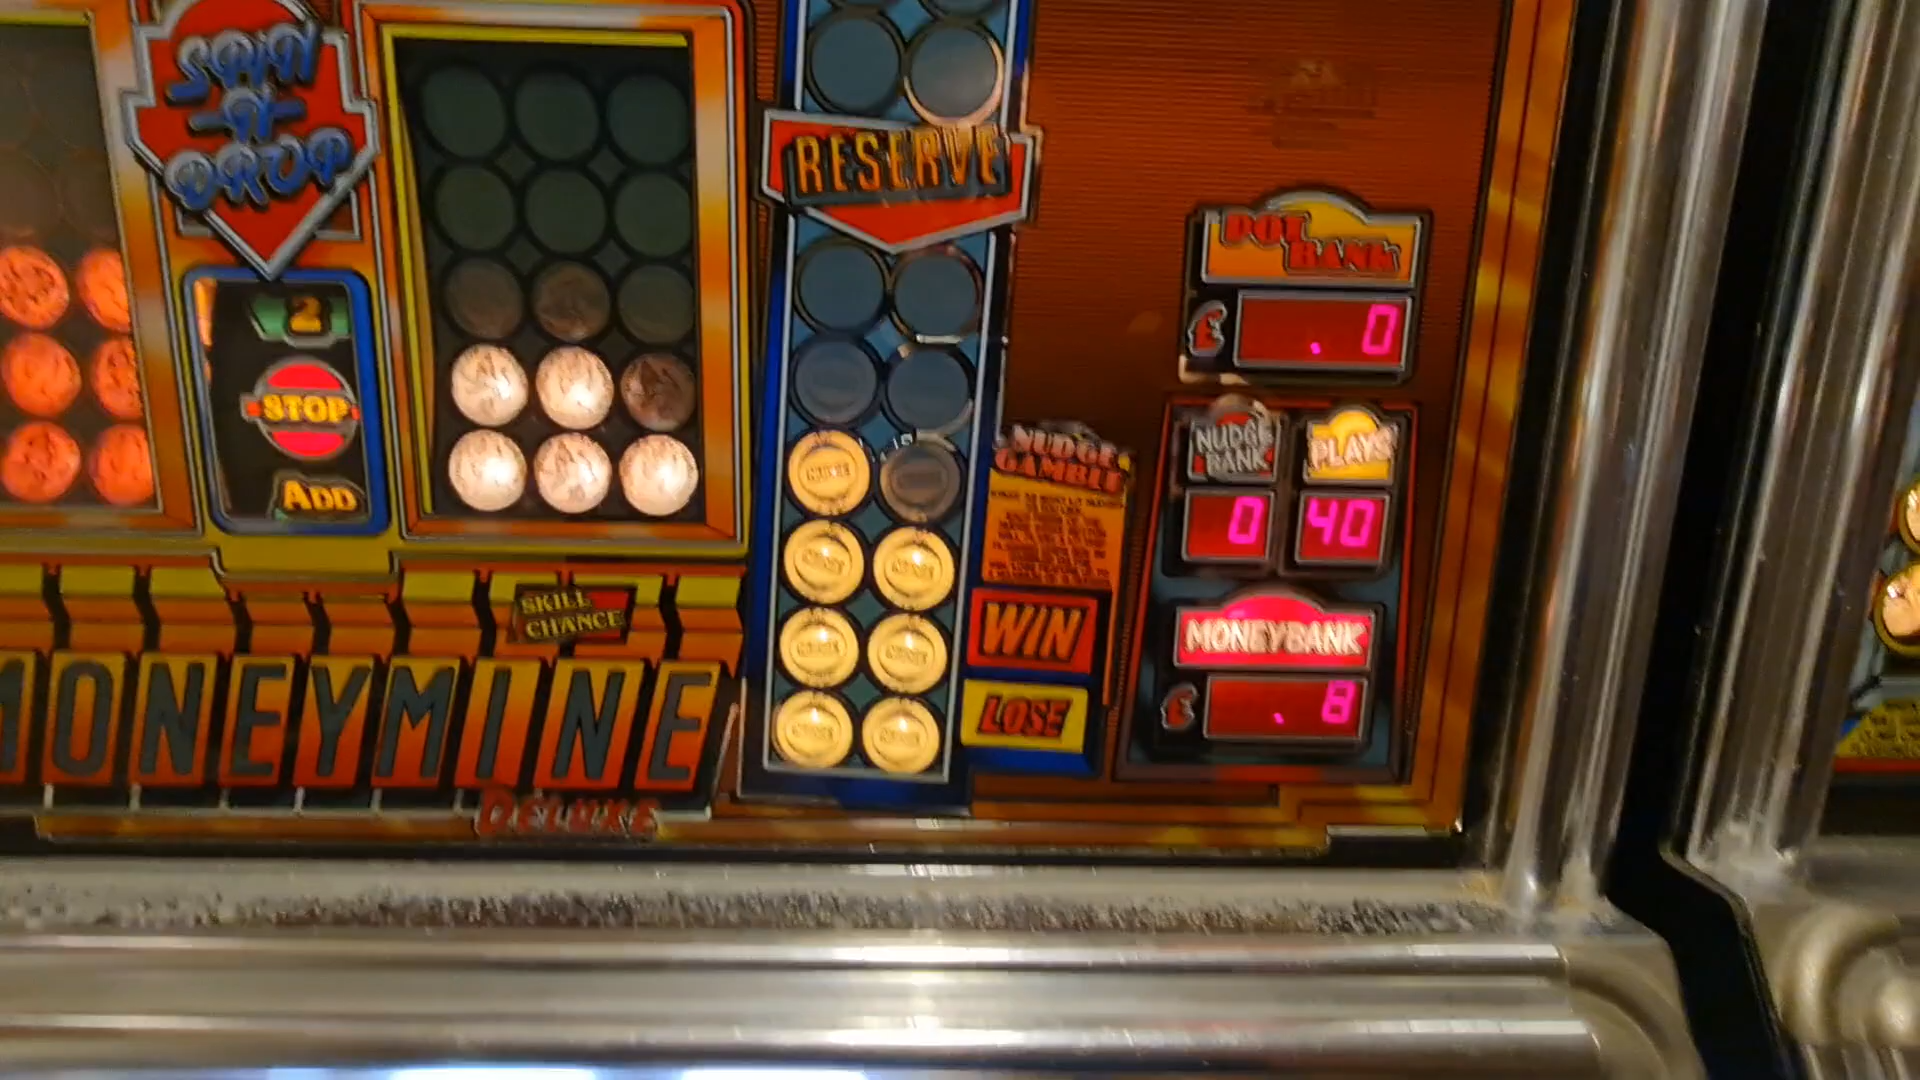 SPIN
-N-
DROP
2
STOP
ADD
RESERVE
POT
BANK
£ . 0
NUDGE
BANK
PLAYS
0
40
MONEYBANK
£ . 8
NUDGE
GAMBLE
WIN
LOSE
SKILL
CHANCE
MONEYMINE
DELUXE